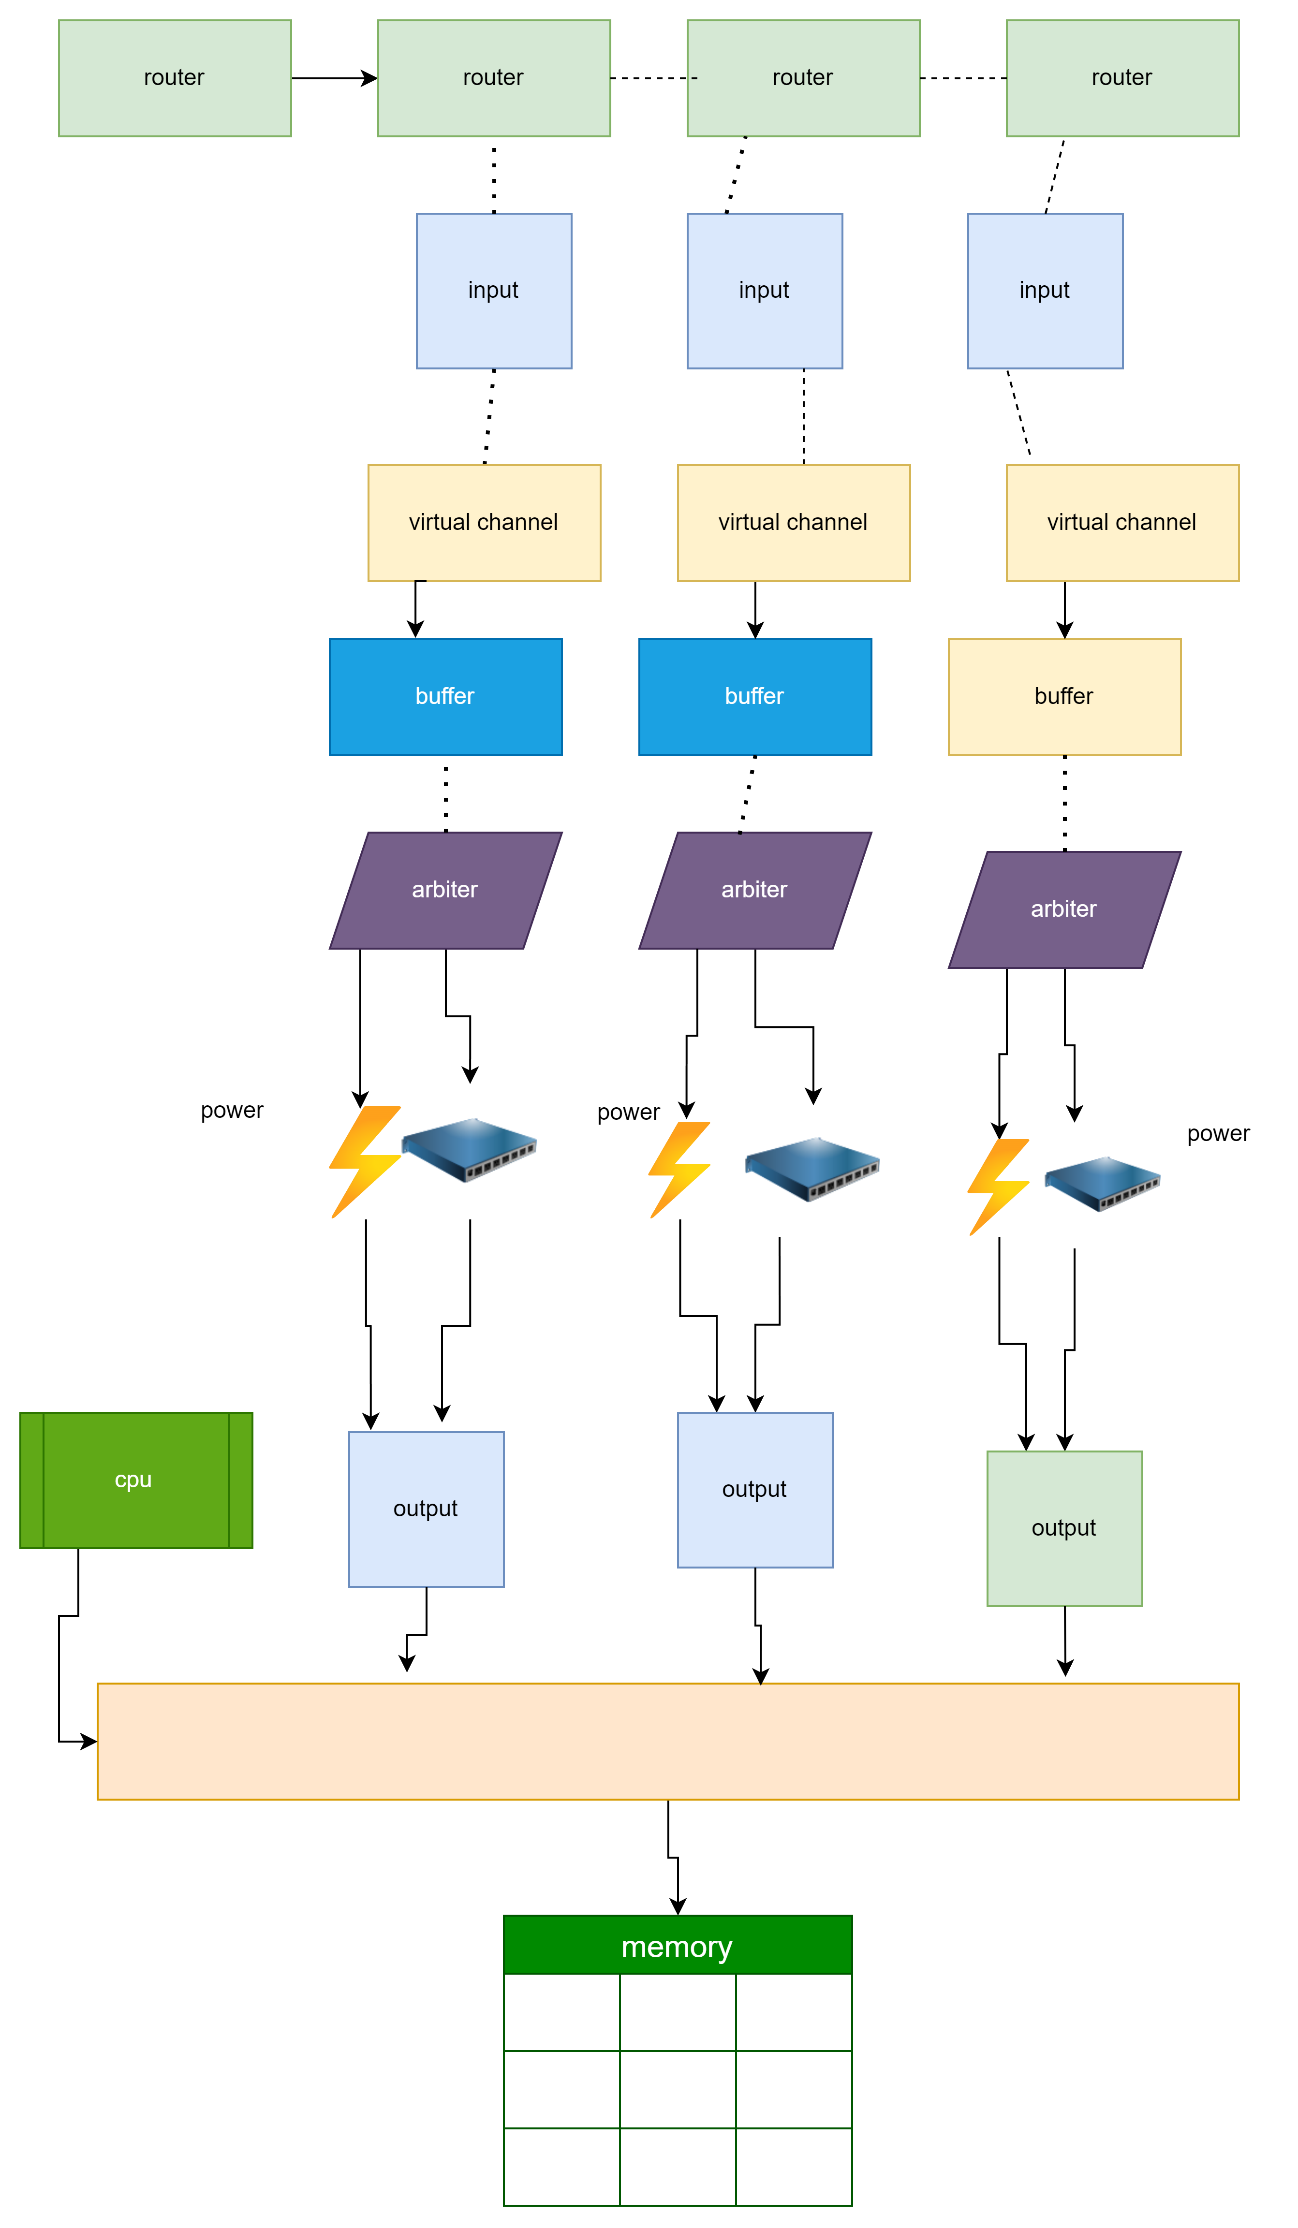 router
router
router
router
input
input
input
virtual channel
virtual channel
virtual channel
buffer
buffer
buffer
arbiter
arbiter
arbiter
power
power
power
cpu
output
output
output
memory